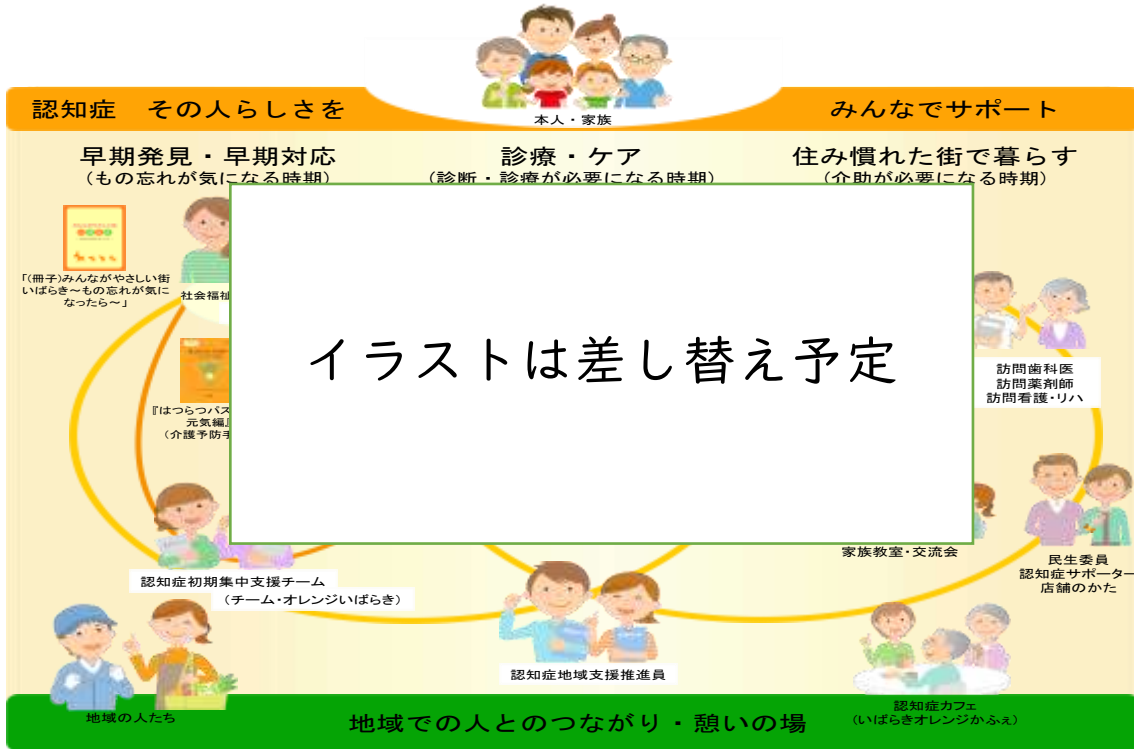 本人・家族
認知症　その人らしさを
みんなでサポート
早期発見・早期対応
(もの忘れが気になる時期)
診療・ケア
(診断・診療が必要になる時期)
住み慣れた街で暮らす
(介助が必要になる時期)
「(冊子)みんながやさしい街
いばらき～もの忘れが気に
なったら～」
社会福祉
イラストは差し替え予定
訪問歯科医
訪問薬剤師
訪問看護・リハ
『はつらつパス
元気編』
(介護予防手
家族教室・交流会
民生委員
認知症サポーター
店舗のかた
認知症初期集中支援チーム
(チーム・オレンジいばらき)
認知症地域支援推進員
地域の人たち
認知症カフェ
(いばらきオレンジかふぇ)
地域での人とのつながり・憩いの場